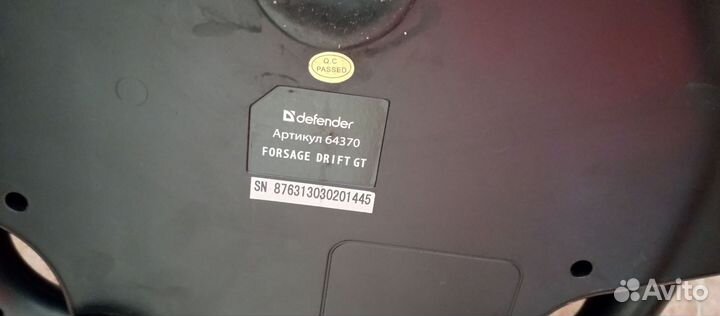 Q.C
PASSED
defender
Артикул 64370
FORSAGE DRIFT GT
SN 876313030201445
Avito